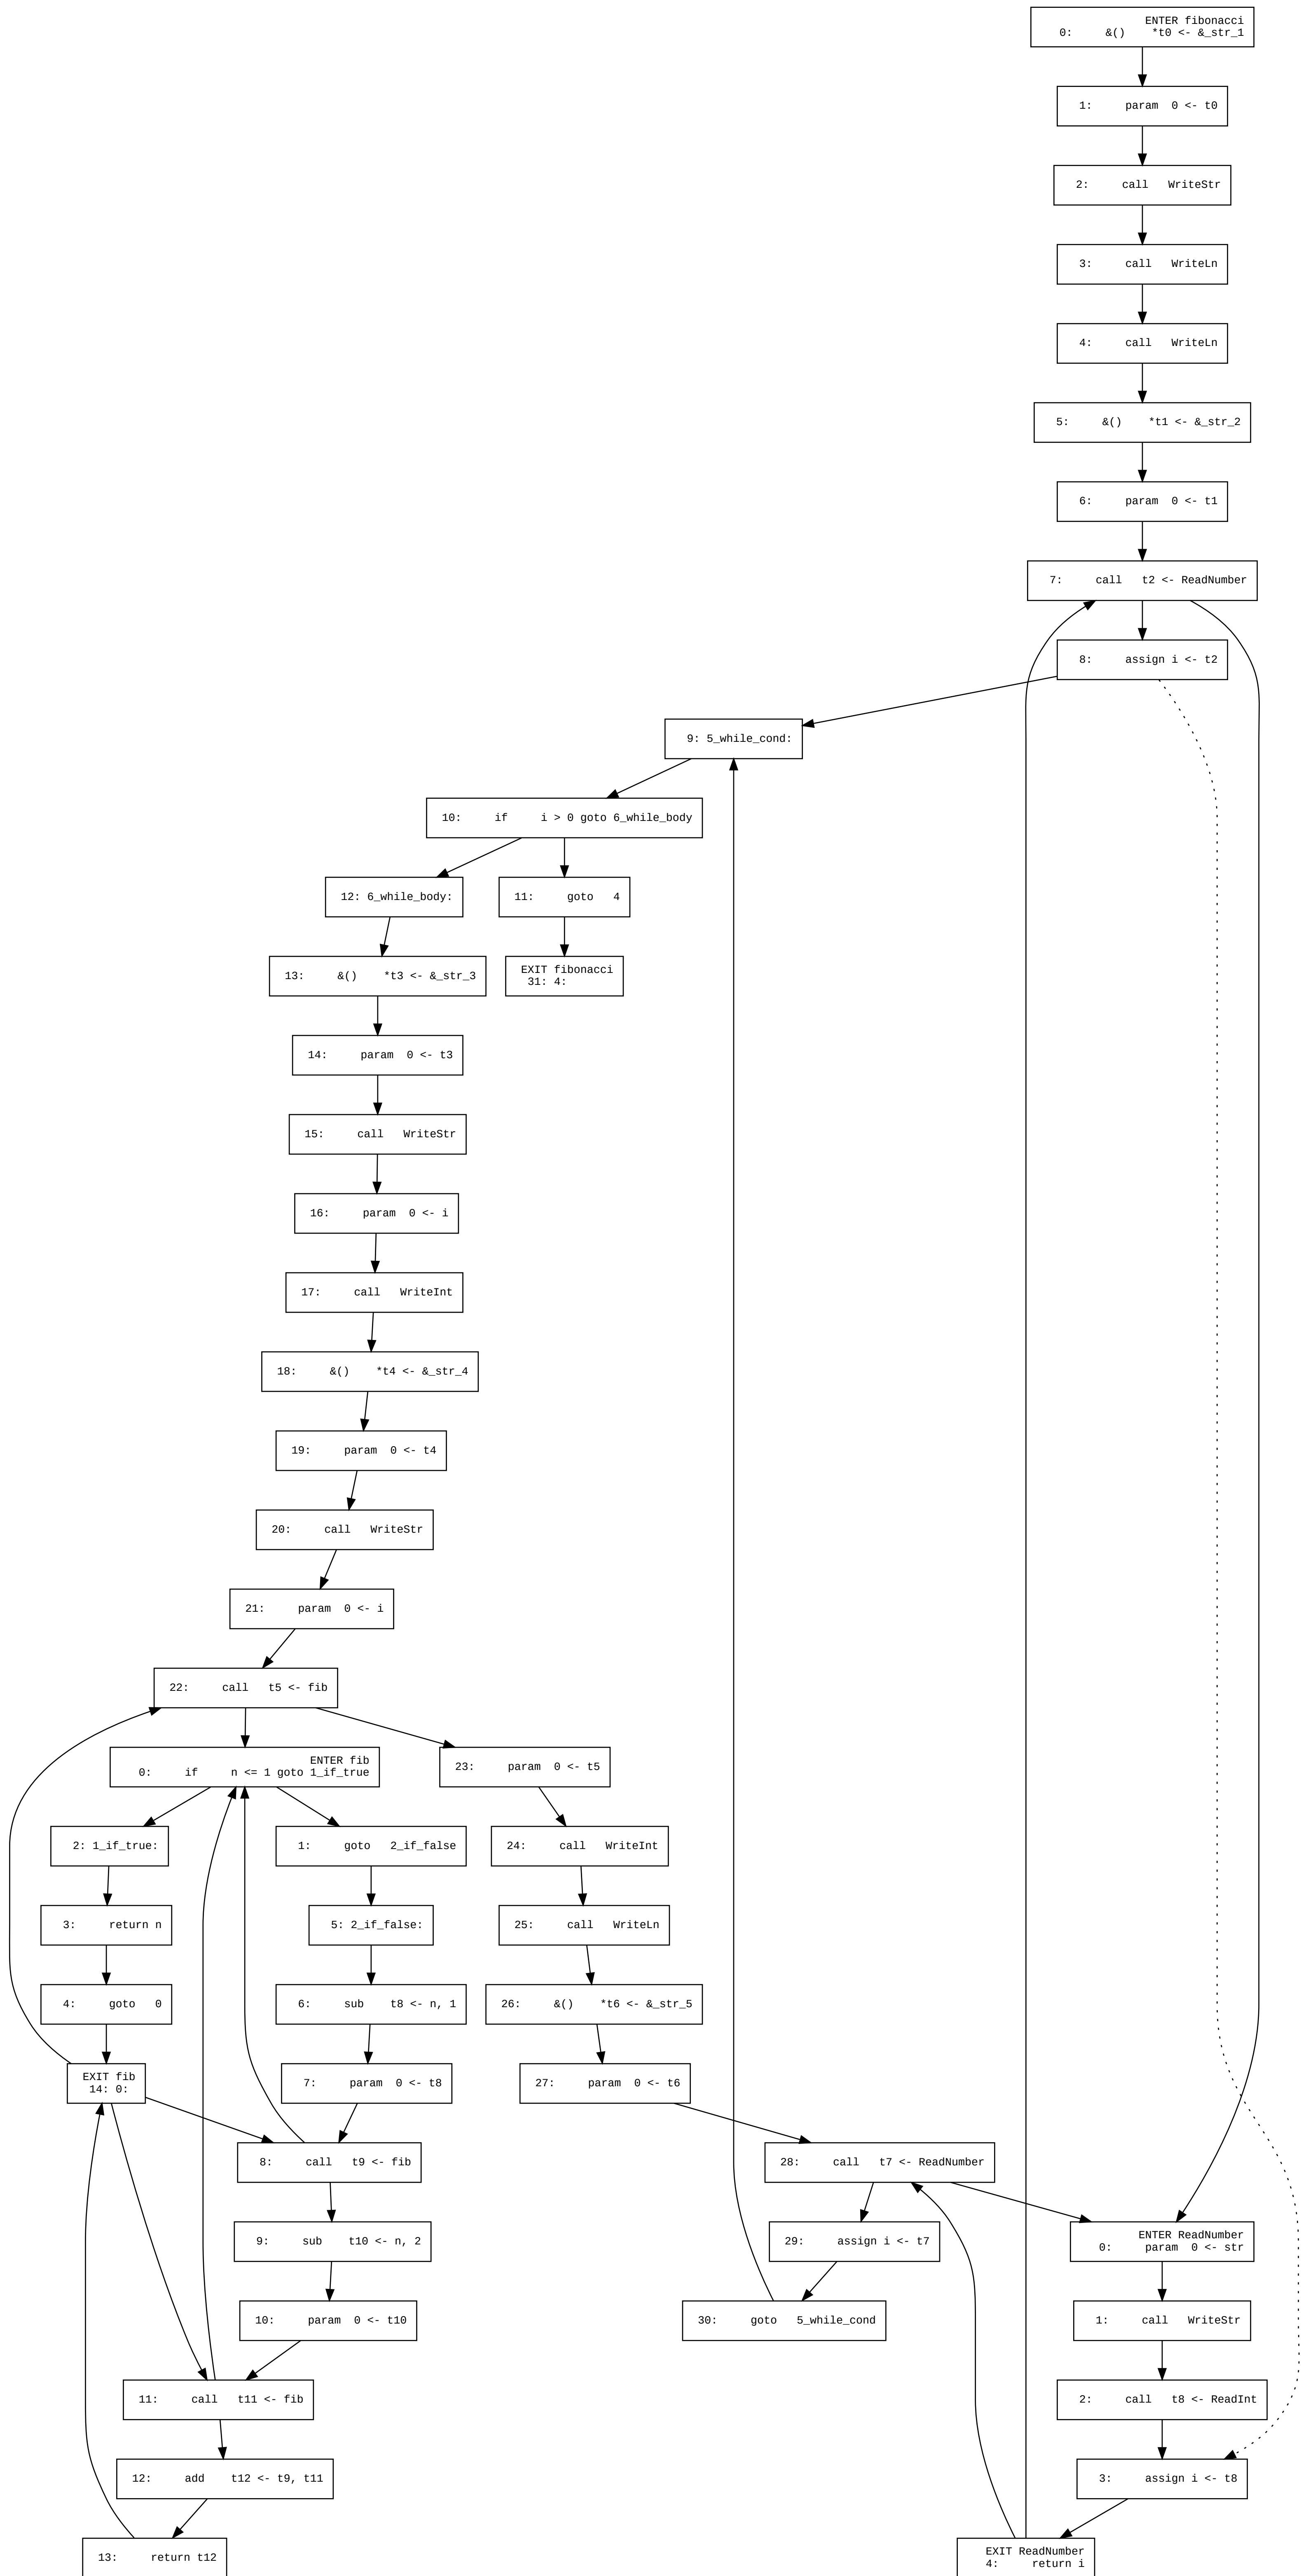 ENTER fibonacci
0: &() *t0 <- &_str_1
1: param 0 <- t0
2: call WriteStr
3: call WriteLn
4: call WriteLn
5: &() *t1 <- &_str_2
6: param 0 <- t1
7: call t2 <- ReadNumber
8: assign i <- t2
9: 5_while_cond:
10: if i > 0 goto 6_while_body
12: 6_while_body:
11: goto 4
13: &() *t3 <- &_str_3
EXIT fibonacci
31: 4:
14: param 0 <- t3
15: call WriteStr
16: param 0 <- i
17: call WriteInt
18: &() *t4 <- &_str_4
19: param 0 <- t4
20: call WriteStr
21: param 0 <- i
22: call t5 <- fib
ENTER fib
0: if n <= 1 goto 1_if_true
23: param 0 <- t5
2: 1_if_true:
1: goto 2_if_false
24: call WriteInt
3: return n
5: 2_if_false:
25: call WriteLn
4: goto 0
6: sub t8 <- n, 1
26: &() *t6 <- &_str_5
EXIT fib
14: 0:
7: param 0 <- t8
27: param 0 <- t6
8: call t9 <- fib
28: call t7 <- ReadNumber
9: sub t10 <- n, 2
29: assign i <- t7
ENTER ReadNumber
0: param 0 <- str
10: param 0 <- t10
30: goto 5_while_cond
1: call WriteStr
11: call t11 <- fib
2: call t8 <- ReadInt
12: add t12 <- t9, t11
3: assign i <- t8
13: return t12
EXIT ReadNumber
4: return i